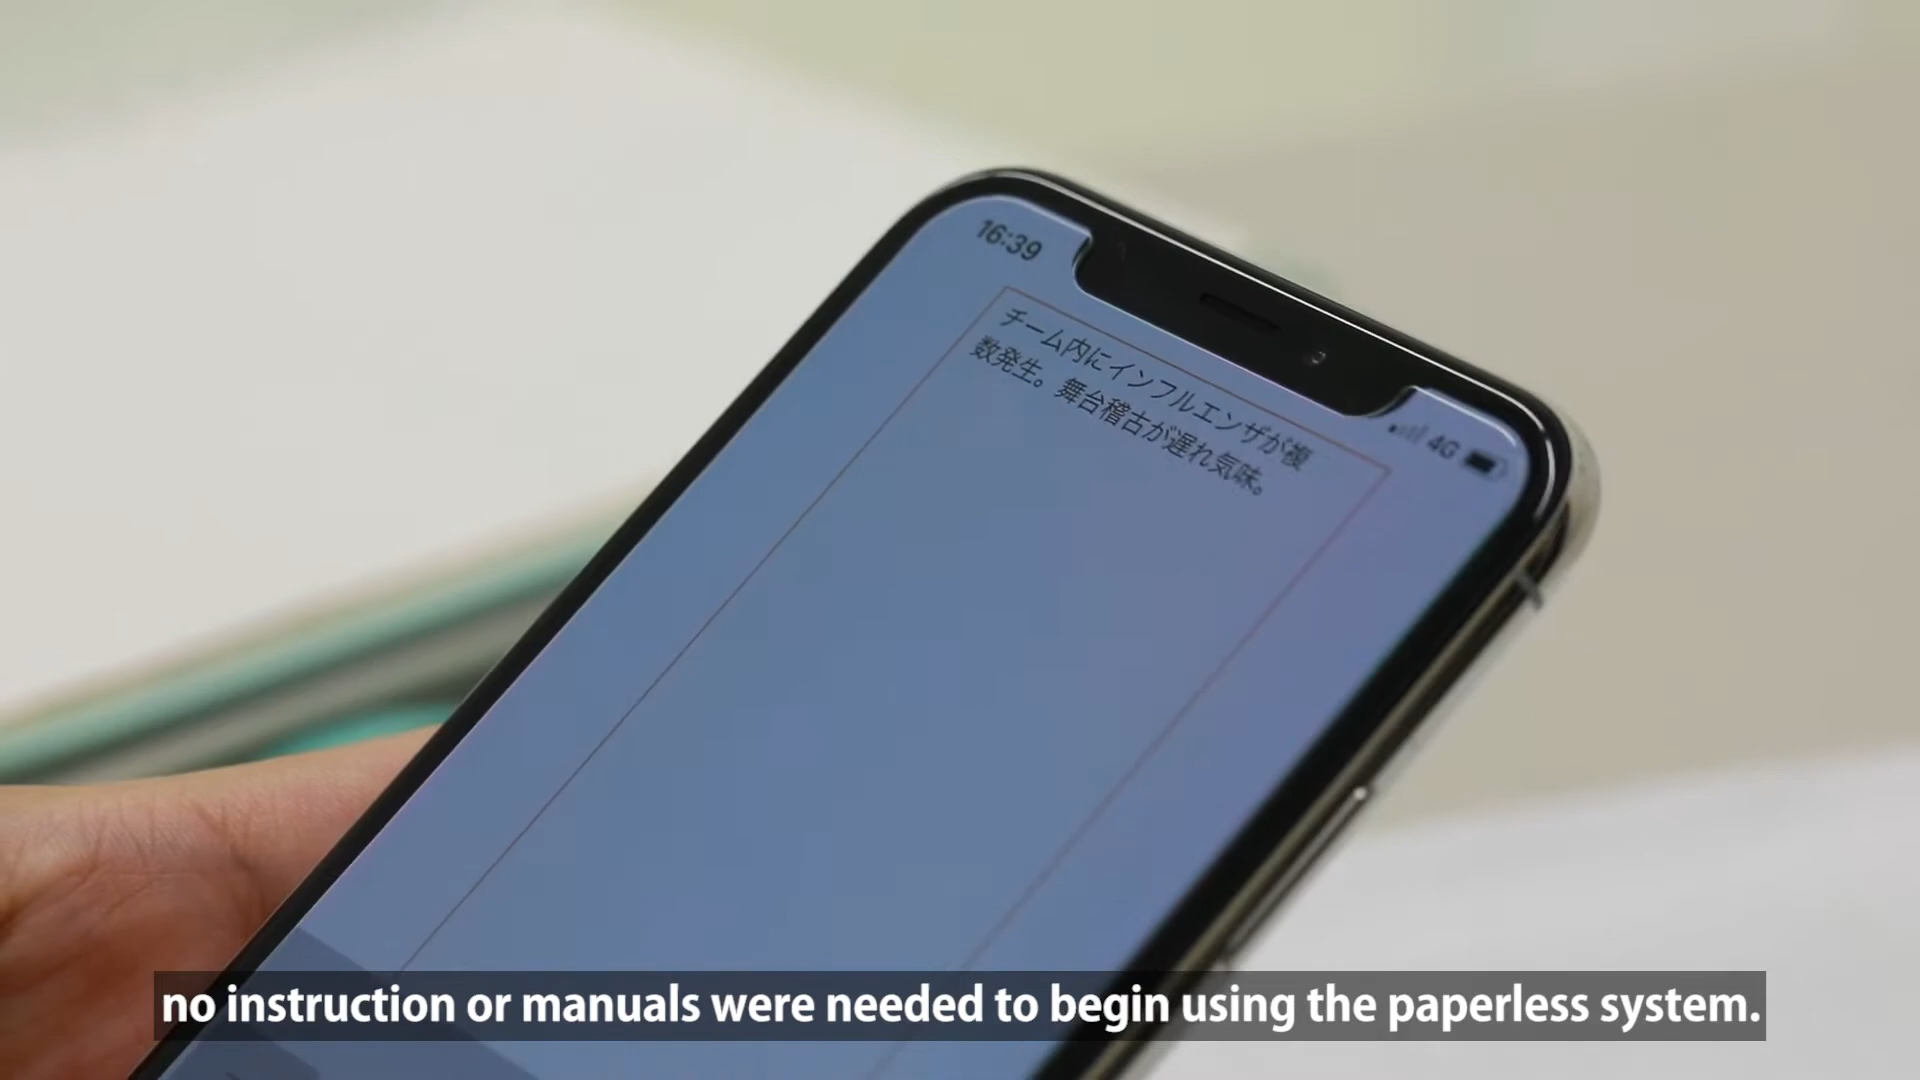 16:39
4G
チーム内にインフルエンザが複
数発生。舞台稽古が遅れ気味。
no instruction or manuals were needed to begin using the paperless system.